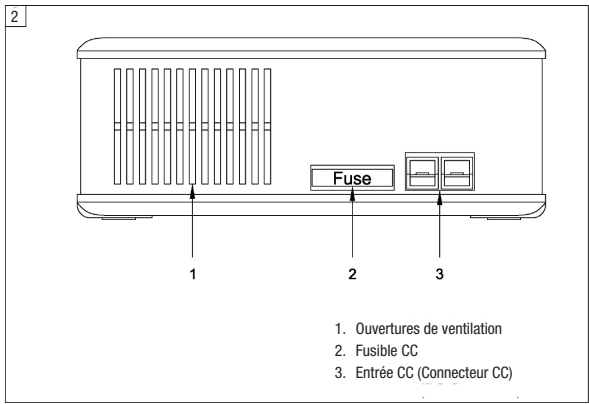 2
Fuse
1 2 3
1. Ouvertures de ventilation
2. Fusible CC
3. Entrée CC (Connecteur CC)